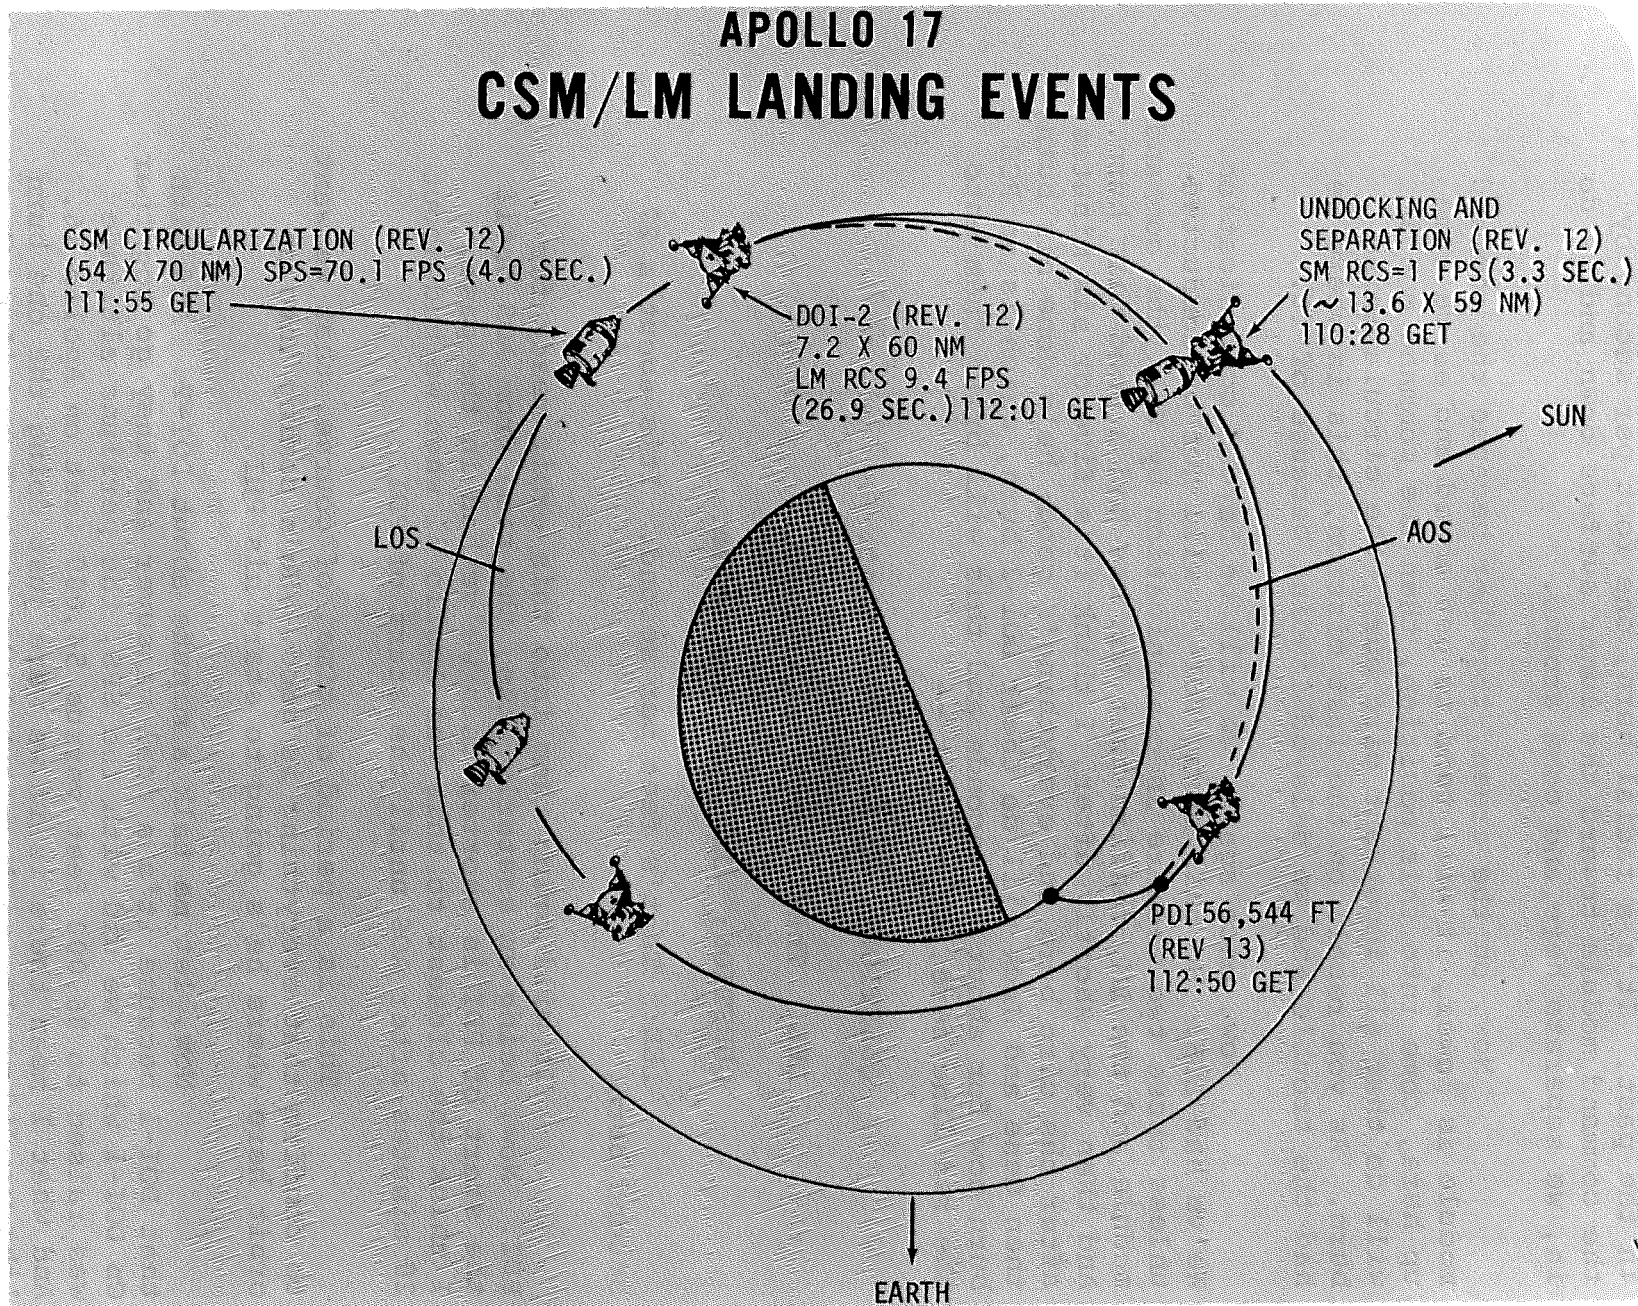 APOLLO 17
CSM/LM LANDING EVENTS
CSM CIRCULARIZATION (REV. 12)
(54 X 70 NM) SPS=70.1 FPS (4.0 SEC.)
111:55 GET
UNDOCKING AND
SEPARATION (REV. 12)
SM RCS=1 FPS(3.3 SEC.)
(~13.6 X 59 NM)
110:28 GET
DOI-2 (REV. 12)
7.2 X 60 NM
LM RCS 9.4 FPS
(26.9 SEC.)112:01 GET
SUN
LOS
AOS
PDI 56,544 FT
(REV 13)
112:50 GET
EARTH